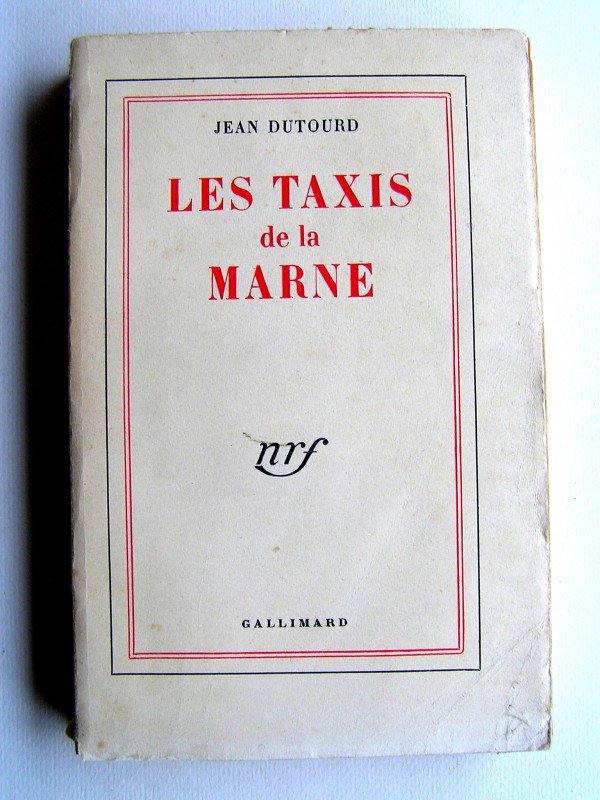 JEAN DUTOURD
LES TAXIS
de la
MARNE
nrf
GALLIMARD